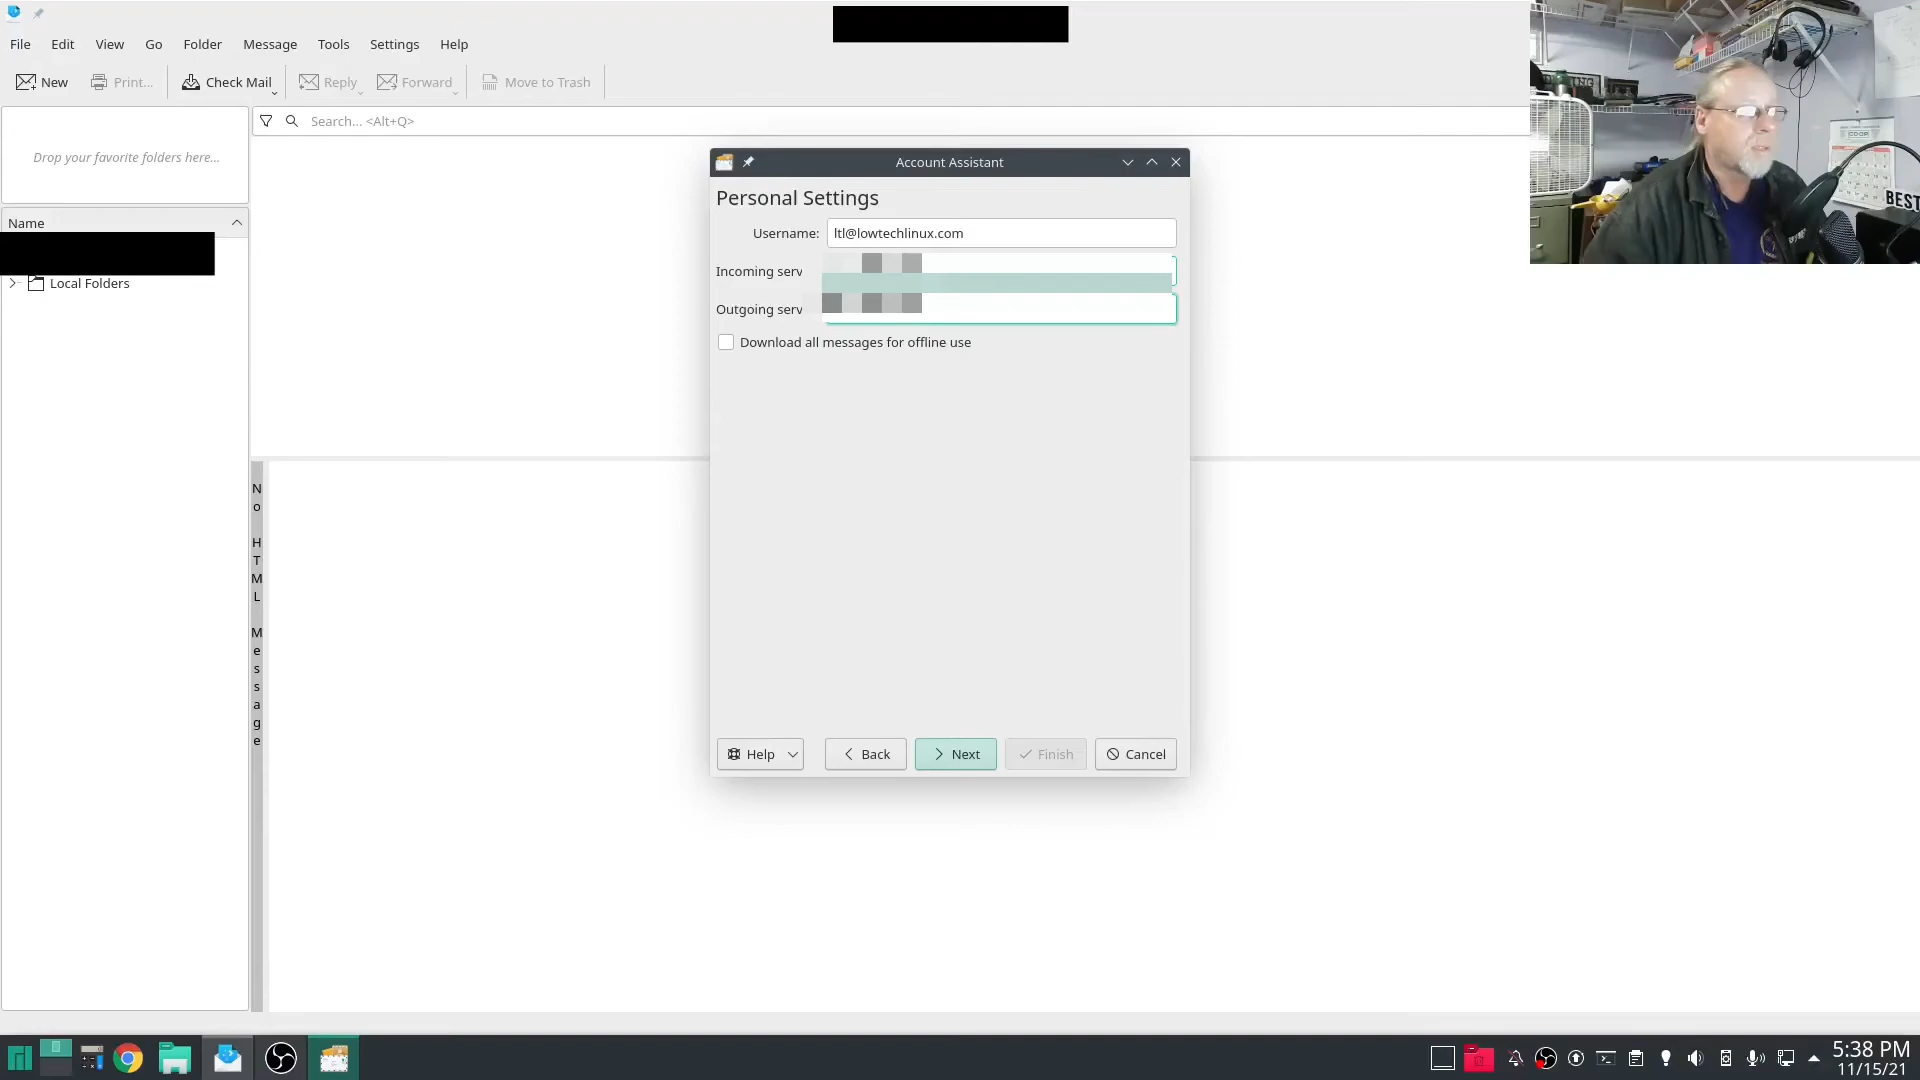 File Edit View Go Folder Message Tools Settings Help
New Print... Check Mail Reply Forward Move to Trash
Drop your favorite folders here...
Search... <Alt+Q>
Name
Local Folders
Account Assistant
Personal Settings
Username: ltl@lowtechlinux.com
Incoming serv
Outgoing serv
Download all messages for offline use
Help Back Next Finish Cancel
No HTML Message
BEST
5:38 PM
11/15/21